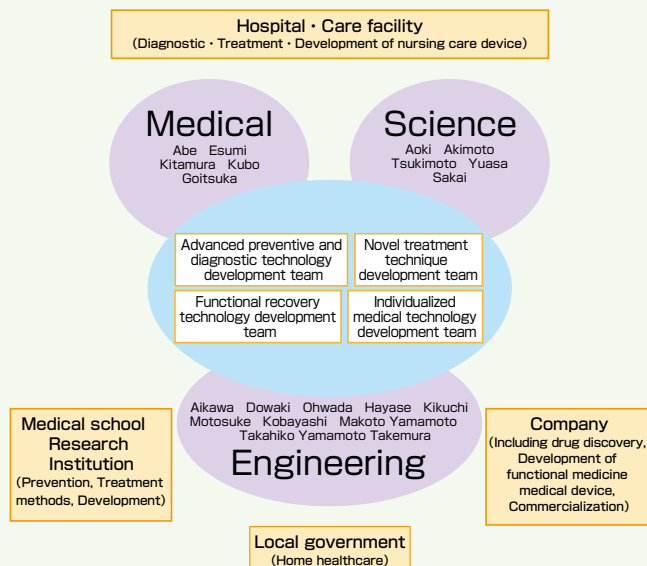 Hospital・Care facility
(Diagnostic・Treatment・Development of nursing care device)
Medical
Abe Esumi
Kitamura Kubo
Goitsuka
Science
Aoki Akimoto
Tsukimoto Yuasa
Sakai
Advanced preventive and
diagnostic technology
development team
Novel treatment
technique
development team
Functional recovery
technology development
team
Individualized
medical technology
development team
Aikawa Dowaki Ohwada Hayase Kikuchi
Motosuke Kobayashi Makoto Yamamoto
Takahiko Yamamoto Takemura
Engineering
Medical school
Research
Institution
(Prevention, Treatment
methods, Development)
Company
(Including drug discovery,
Development of
functional medicine
medical device,
Commercialization)
Local government
(Home healthcare)